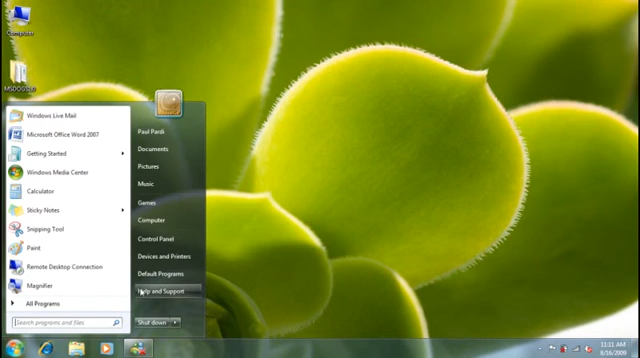 Computer
Windows Live Mail
Microsoft Office Word 2007
Getting Started
Windows Media Center
Calculator
Sticky Notes
Snipping Tool
Paint
Remote Desktop Connection
Magnifier
All Programs
Search programs and files
Paul Pardi
Documents
Pictures
Music
Games
Computer
Control Panel
Devices and Printers
Default Programs
Help and Support
Shut down
11:11 AM
8/16/2009